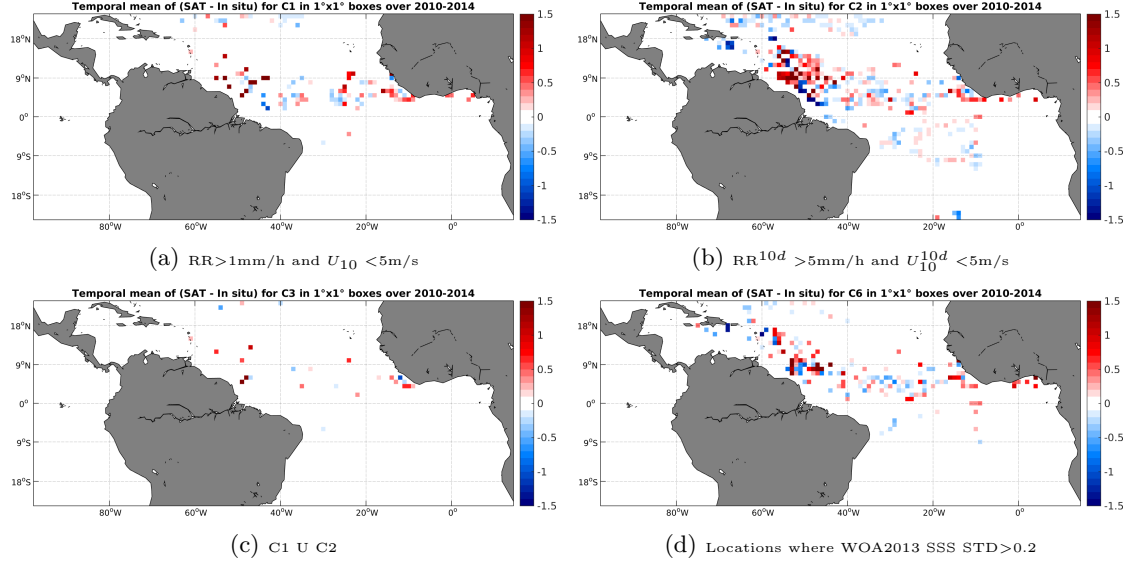 Temporal mean of (SAT - In situ) for C1 in 1°x1° boxes over 2010-2014
18°N
9°N
0°
9°S
18°S
80°W 60°W 40°W 20°W 0°
1.5
1
0.5
0
-0.5
-1
-1.5
(a) RR>1mm/h and U10 <5m/s
Temporal mean of (SAT - In situ) for C2 in 1°x1° boxes over 2010-2014
18°N
9°N
0°
9°S
18°S
80°W 60°W 40°W 20°W 0°
1.5
1
0.5
0
-0.5
-1
-1.5
(b) RR^10d >5mm/h and U10^10d <5m/s
Temporal mean of (SAT - In situ) for C3 in 1°x1° boxes over 2010-2014
18°N
9°N
0°
9°S
18°S
80°W 60°W 40°W 20°W 0°
1.5
1
0.5
0
-0.5
-1
-1.5
(c) C1 U C2
Temporal mean of (SAT - In situ) for C6 in 1°x1° boxes over 2010-2014
18°N
9°N
0°
9°S
18°S
80°W 60°W 40°W 20°W 0°
1.5
1
0.5
0
-0.5
-1
-1.5
(d) Locations where WOA2013 SSS STD>0.2